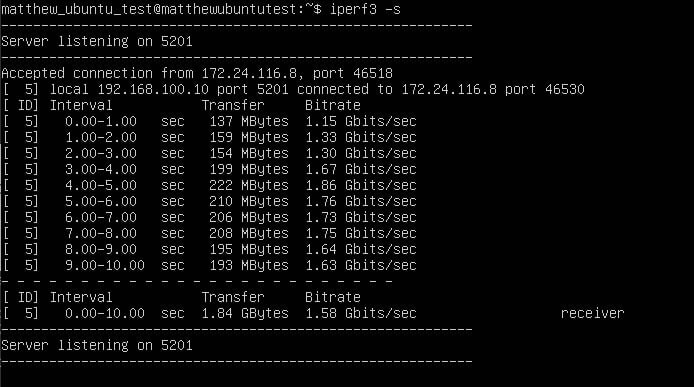 matthew_ubuntu_test@matthewubuntutest:~$ iperf3 -s
-----------------------------------------------------------
Server listening on 5201
-----------------------------------------------------------
Accepted connection from 172.24.116.8, port 46518
[  5] local 192.168.100.10 port 5201 connected to 172.24.116.8 port 46530
[ ID] Interval           Transfer     Bitrate
[  5]   0.00-1.00   sec   137 MBytes  1.15 Gbits/sec
[  5]   1.00-2.00   sec   159 MBytes  1.33 Gbits/sec
[  5]   2.00-3.00   sec   154 MBytes  1.30 Gbits/sec
[  5]   3.00-4.00   sec   199 MBytes  1.67 Gbits/sec
[  5]   4.00-5.00   sec   222 MBytes  1.86 Gbits/sec
[  5]   5.00-6.00   sec   210 MBytes  1.76 Gbits/sec
[  5]   6.00-7.00   sec   206 MBytes  1.73 Gbits/sec
[  5]   7.00-8.00   sec   208 MBytes  1.75 Gbits/sec
[  5]   8.00-9.00   sec   195 MBytes  1.64 Gbits/sec
[  5]   9.00-10.00  sec   193 MBytes  1.63 Gbits/sec
- - - - - - - - - - - - - - - - - - - - - - - - -
[ ID] Interval           Transfer     Bitrate
[  5]   0.00-10.00  sec  1.84 GBytes  1.58 Gbits/sec                  receiver
-----------------------------------------------------------
Server listening on 5201
-----------------------------------------------------------